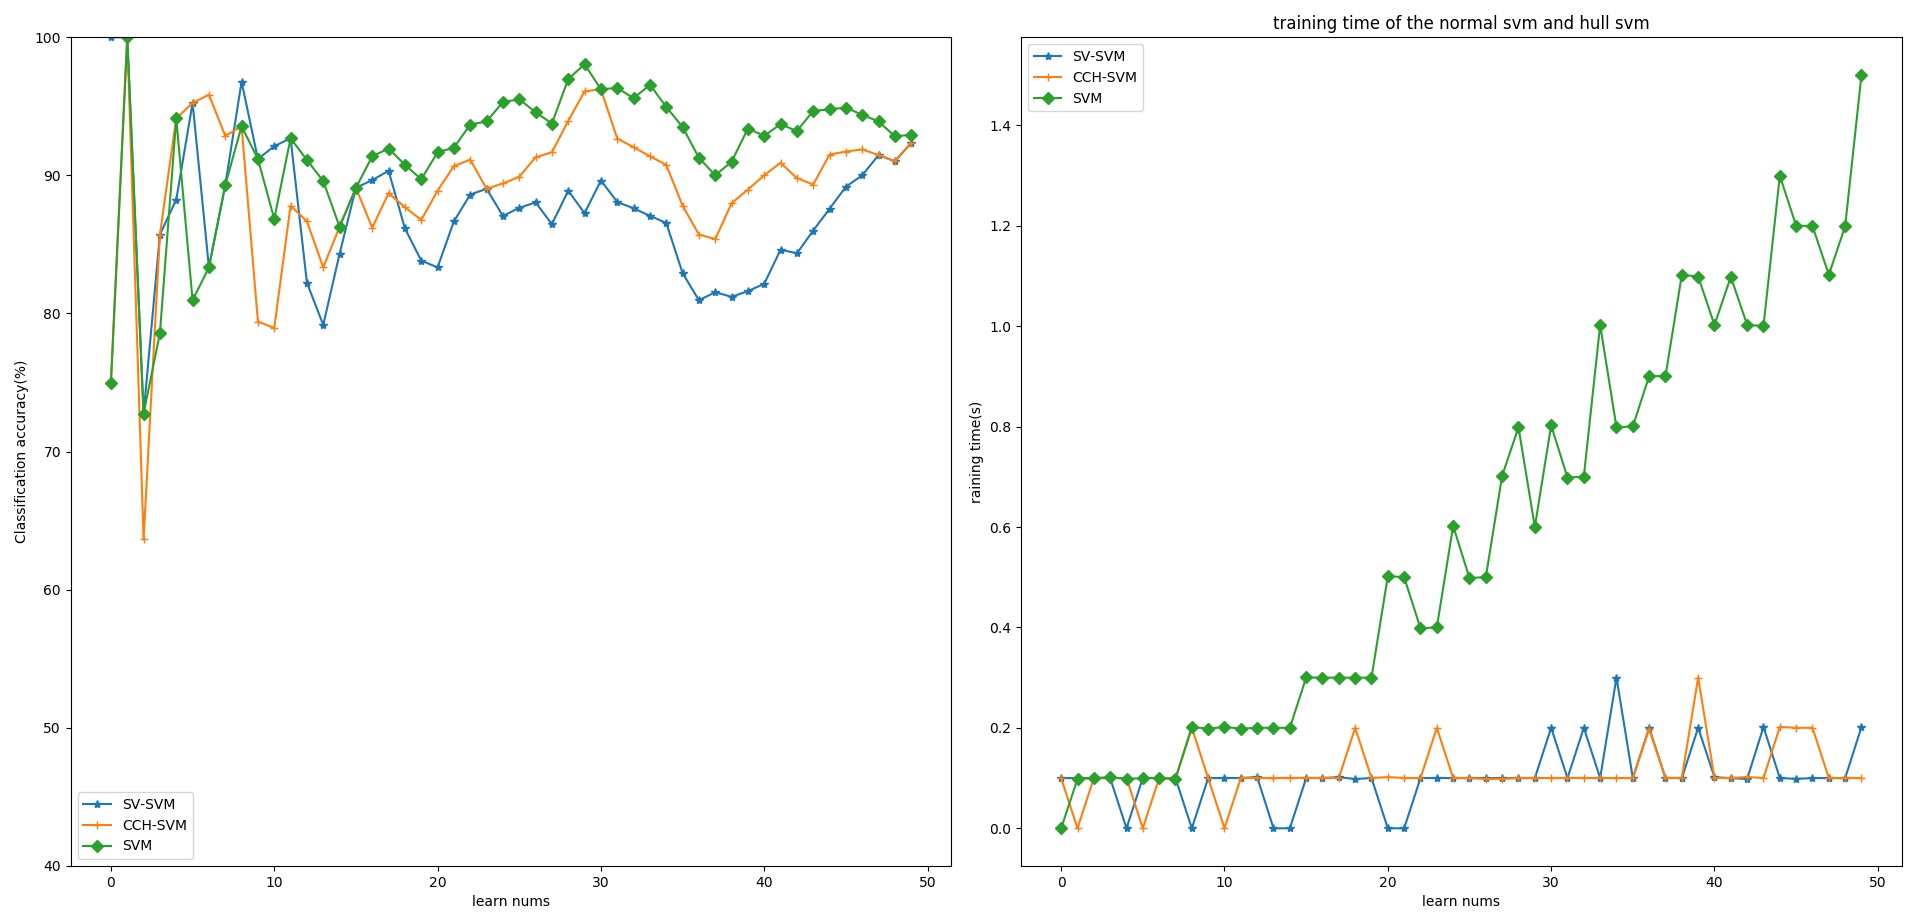 100
90
80
70
60
50
40
Classification accuracy(%)
SV-SVM
CCH-SVM
SVM
0 10 20 30 40 50
learn nums
training time of the normal svm and hull svm
SV-SVM
CCH-SVM
SVM
1.4
1.2
1.0
0.8
0.6
0.4
0.2
0.0
raining time(s)
0 10 20 30 40 50
learn nums